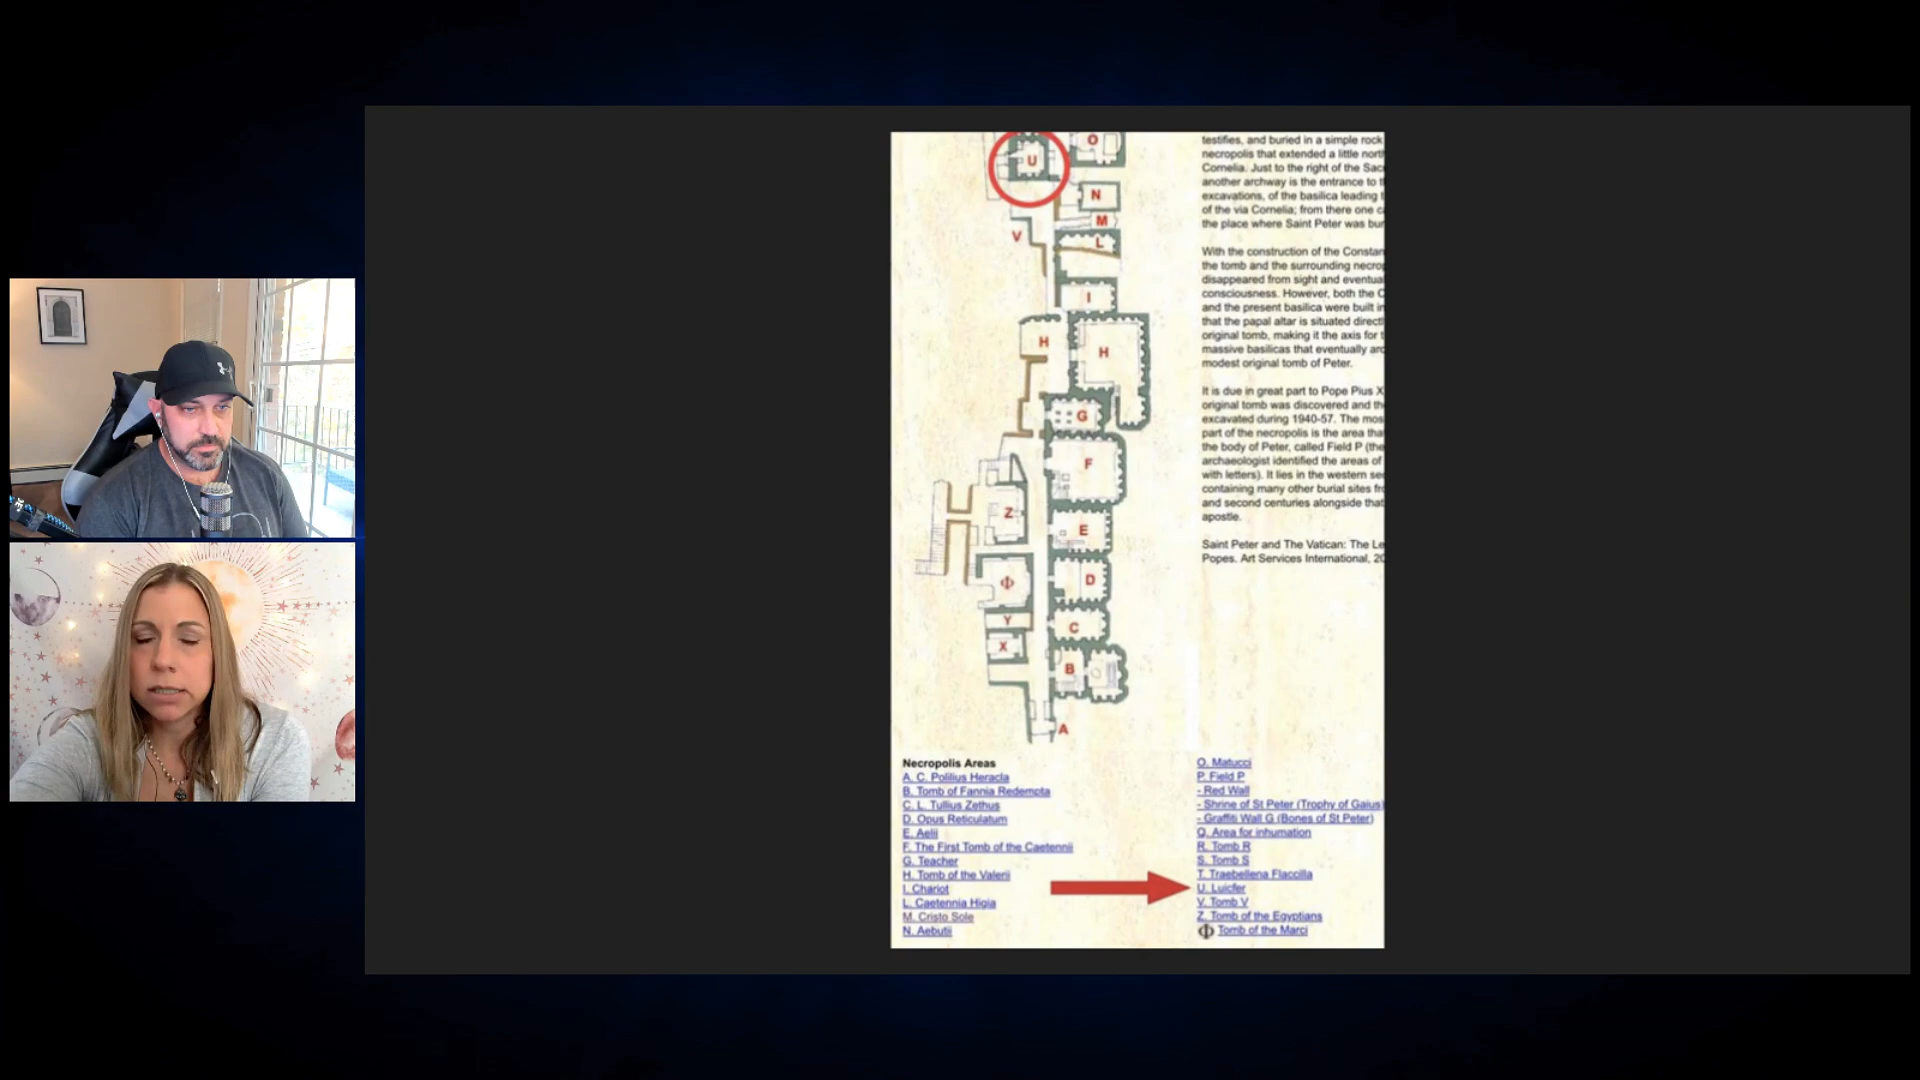 U
O
N
M
V
L
I
H
H
G
F
Z
E
Φ
D
Y
C
X
B
A
testifies, and buried in a simple rock
necropolis that extended a little nort
Cornelia. Just to the right of the Sac
another archway is the entrance to t
excavations, of the basilica leading t
of the via Cornelia; from there one c
the place where Saint Peter was bur
With the construction of the Constan
the tomb and the surrounding necrop
disappeared from sight and eventua
consciousness. However, both the C
and the present basilica were built in
that the papal altar is situated directl
original tomb, making it the axis for t
massive basilicas that eventually aro
modest original tomb of Peter.
It is due in great part to Pope Pius X
original tomb was discovered and the
excavated during 1940-57. The mos
part of the necropolis is the area that
the body of Peter, called Field P (the
archaeologist identified the areas of
with letters). It lies in the western sec
containing many other burial sites fro
and second centuries alongside that
apostle.
Saint Peter and The Vatican: The Le
Popes. Art Services International, 20
Necropolis Areas
A. C. Polilius Heracla
B. Tomb of Fannia Redempta
C. L. Tullius Zethus
D. Opus Reticulatum
E. Aelii
F. The First Tomb of the Caetennii
G. Teacher
H. Tomb of the Valerii
I. Chariot
L. Caetennia Higia
M. Cristo Sole
N. Aebutii
O. Matucci
P. Field P
- Red Wall
- Shrine of St Peter (Trophy of Gaius)
- Graffiti Wall G (Bones of St Peter)
Q. Area for inhumation
R. Tomb R
S. Tomb S
T. Traebellena Flaccilla
U. Luicfer
V. Tomb V
Z. Tomb of the Egyptians
Φ Tomb of the Marci